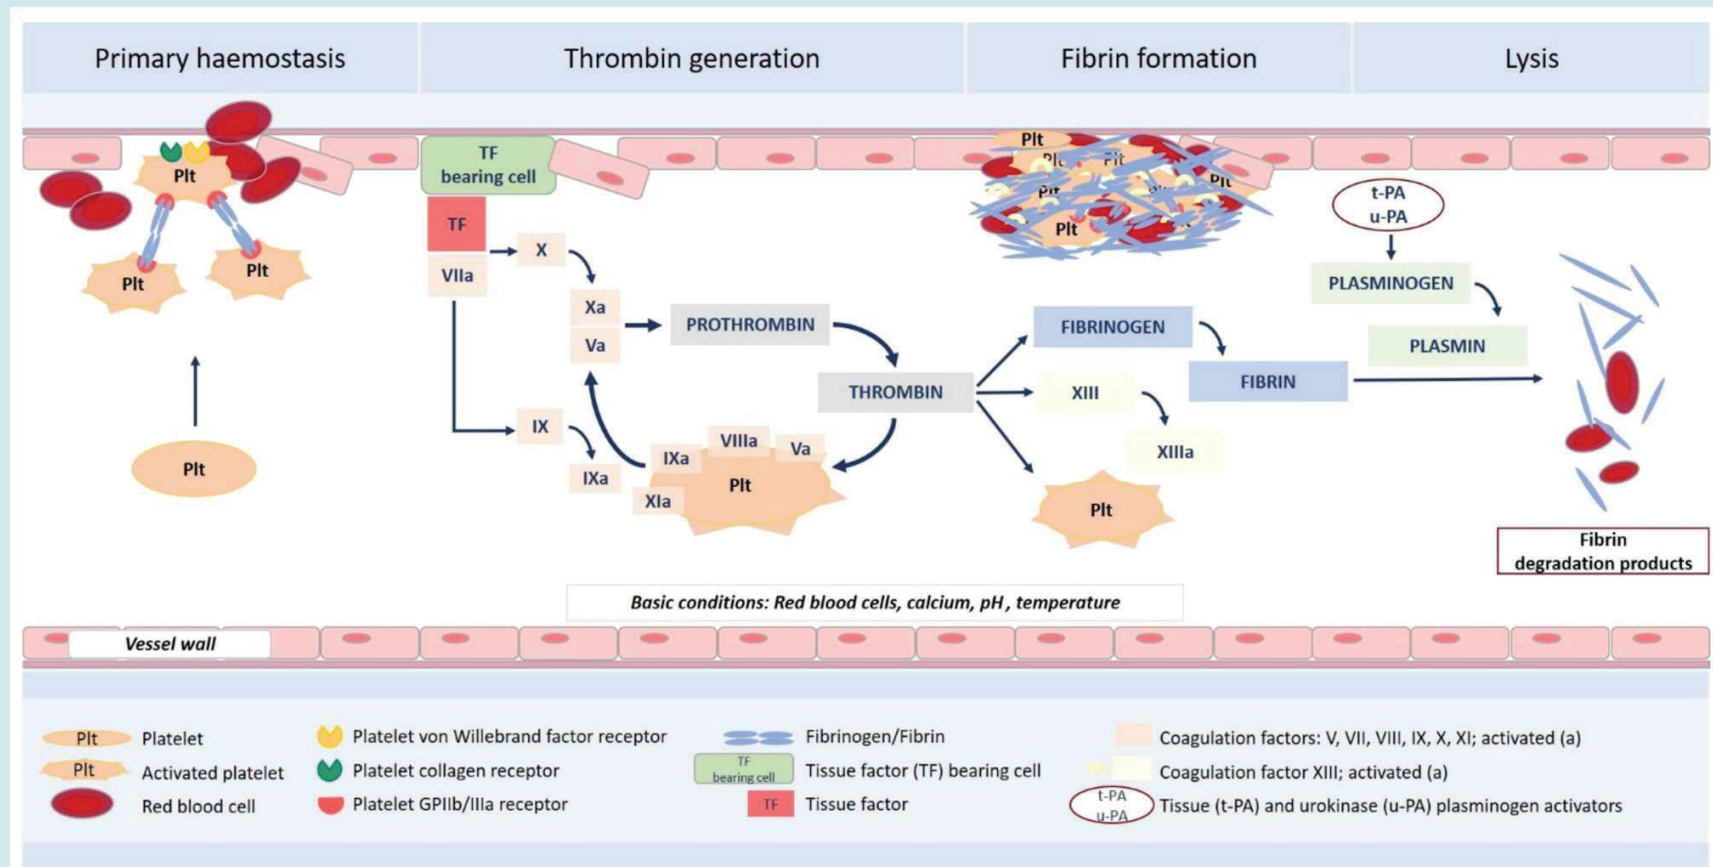 Primary haemostasis
Thrombin generation
Fibrin formation
Lysis
Plt
Plt
Plt
Plt
TF
bearing cell
TF
VIIa
X
Xa
Va
IX
IXa
PROTHROMBIN
THROMBIN
IXa
VIIIa
Va
XIa
Plt
Plt
Plt
Plt
Plt
Plt
Plt
FIBRINOGEN
FIBRIN
XIII
XIIIa
Plt
t-PA
u-PA
PLASMINOGEN
PLASMIN
Fibrin
degradation products
Basic conditions: Red blood cells, calcium, pH, temperature
Vessel wall
Plt
Platelet
Plt
Activated platelet
Red blood cell
Platelet von Willebrand factor receptor
Platelet collagen receptor
Platelet GPIIb/IIIa receptor
Fibrinogen/Fibrin
TF
bearing cell
Tissue factor (TF) bearing cell
TF
Tissue factor
Coagulation factors: V, VII, VIII, IX, X, XI; activated (a)
Coagulation factor XIII; activated (a)
t-PA
u-PA
Tissue (t-PA) and urokinase (u-PA) plasminogen activators